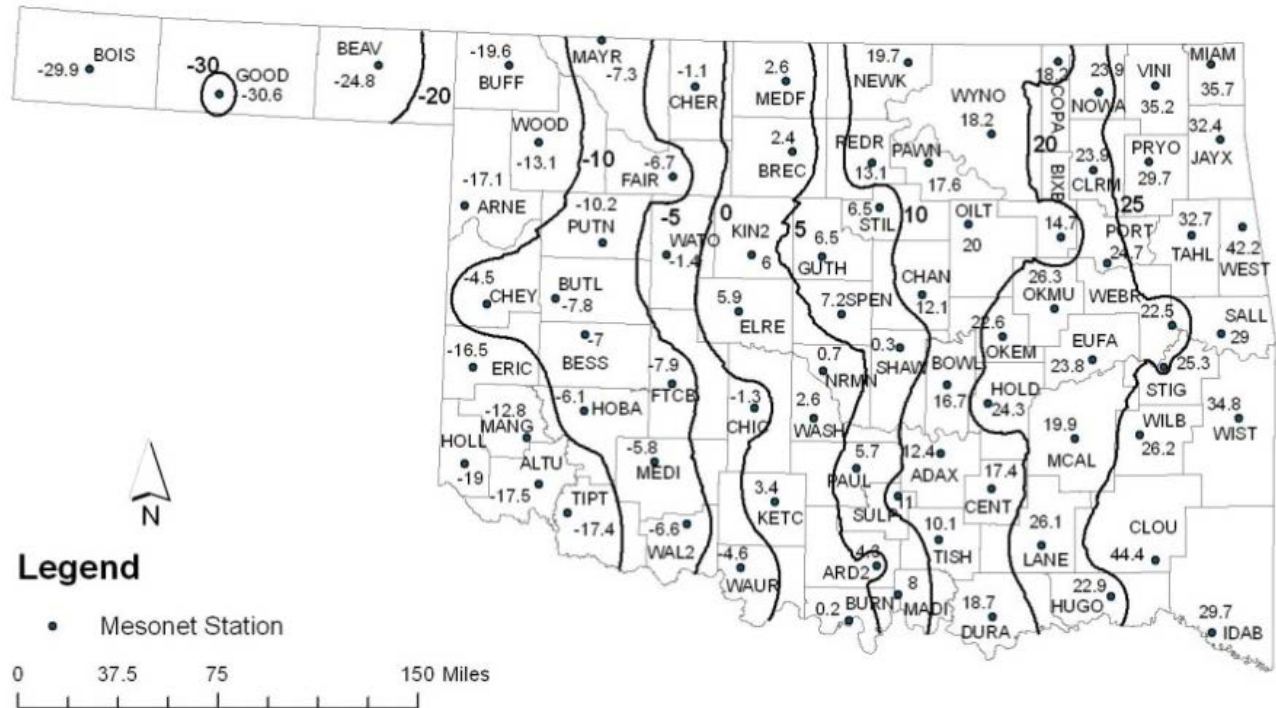 BOIS
-29.9
-30
GOOD
-30.6
BEAV
-24.8
-20
-19.6
BUFF
MAYR
-7.3
-1.1
CHER
2.6
MEDF
19.7
NEWK
WYNO
18.2
18.2
COPA
23.9
NOWA
VINI
35.2
MIAM
35.7
WOOD
-13.1
-10
-6.7
FAIR
2.4
BREC
REDR
13.1
PAWN
17.6
20
BIXB
23.9
CLRM
PRYO
29.7
32.4
JAYX
-17.1
ARNE
-10.2
PUTN
-5
WATO
-1.4
0
KIN2
6
5
6.5
GUTH
6.5
STIL
10
OILT
20
14.7
25
PORT
24.7
32.7
TAHL
42.2
WEST
-4.5
CHEY
BUTL
-7.8
5.9
ELRE
7.2
SPEN
CHAN
12.1
26.3
OKMU
WEBR
22.5
SALL
29
-16.5
ERIC
-7
BESS
-7.9
FTCB
0.7
NRMN
0.3
SHAW
BOWL
16.7
22.6
OKEM
EUFA
23.8
25.3
STIG
-12.8
MANG
-6.1
HOBA
-1.3
CHIC
2.6
WASH
HOLD
24.3
19.9
MCAL
WILB
26.2
34.8
WIST
HOLL
-19
ALTU
-17.5
-5.8
MEDI
5.7
PAUL
12.4
ADAX
17.4
CENT
TIPT
-17.4
3.4
KETC
SULP
11
26.1
LANE
CLOU
44.4
-6.6
WAL2
-4.6
WAUR
4.3
ARD2
10.1
TISH
0.2
BURN
8
MADI
18.7
DURA
22.9
HUGO
29.7
IDAB
N
Legend
Mesonet Station
0 37.5 75 150 Miles